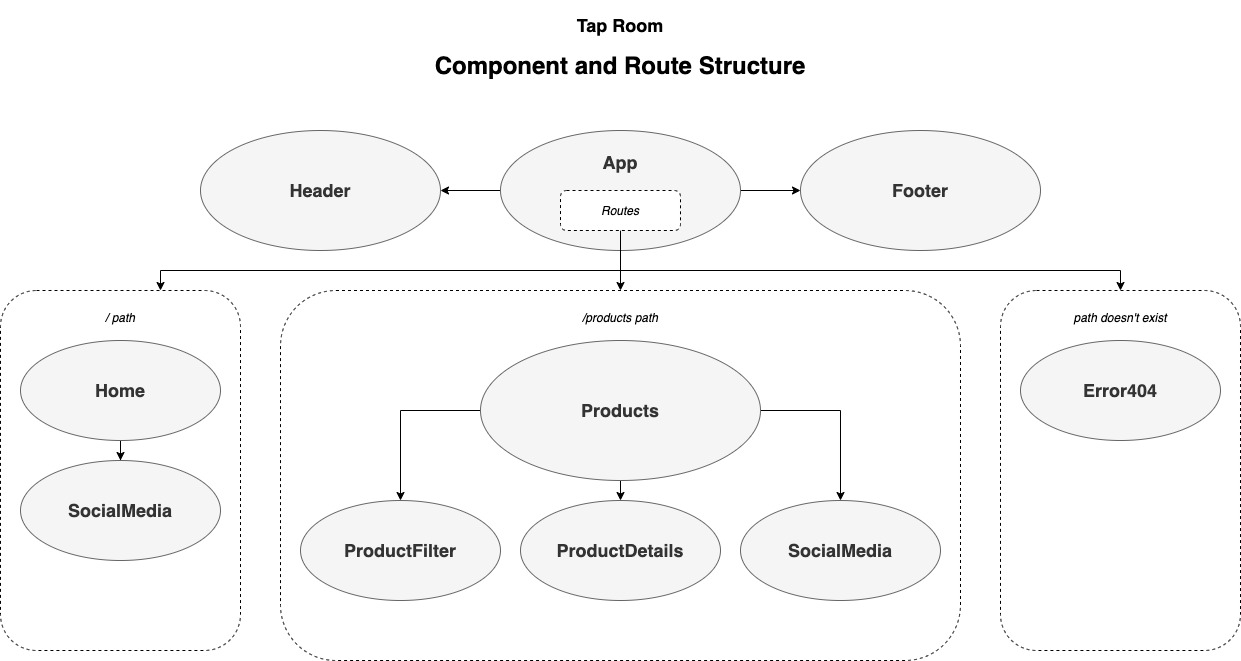 Tap Room
Component and Route Structure
Header
App
Routes
Footer
/ path
Home
SocialMedia
/products path
Products
ProductFilter
ProductDetails
SocialMedia
path doesn't exist
Error404